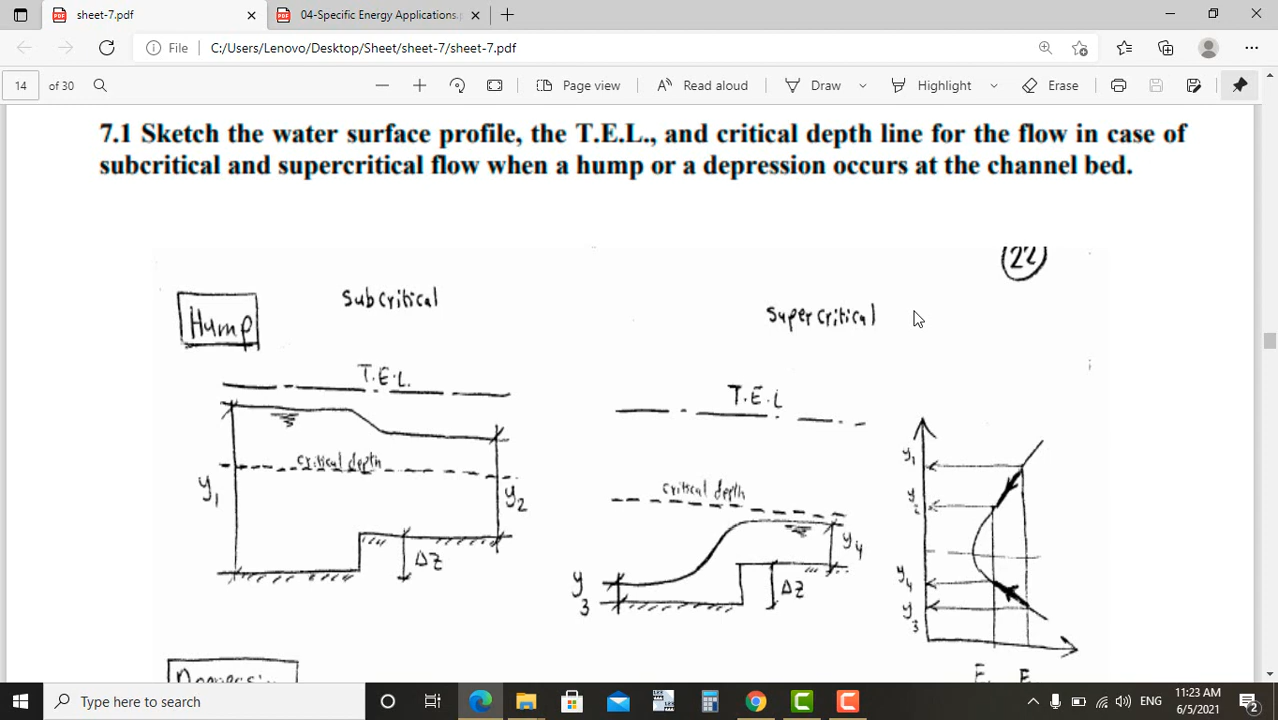 sheet-7.pdf
04-Specific Energy Applications.
File
C:/Users/Lenovo/Desktop/Sheet/sheet-7/sheet-7.pdf
14 of 30
Page view
Read aloud
Draw
Highlight
Erase
7.1 Sketch the water surface profile, the T.E.L., and critical depth line for the flow in case of
subcritical and supercritical flow when a hump or a depression occurs at the channel bed.
22
Hump
Subcritical
Supercritical
T.E.L.
critical depth
y1
y2
ΔZ
T.E.L
critical depth
y3
y4
ΔZ
y1
y2
y4
y3
Type here to search
ENG
11:23 AM
6/5/2021
2